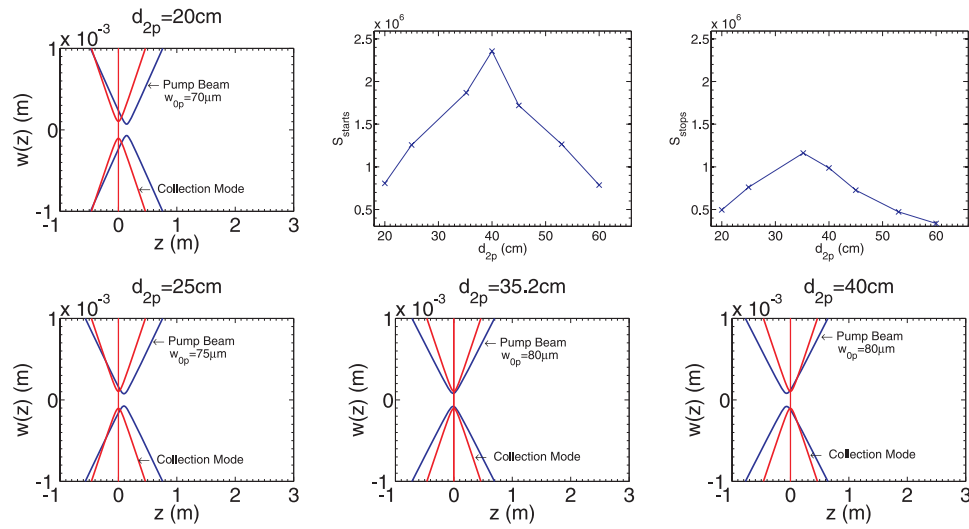 d2p=20cm
x 10-3
1
0
-1
w(z) (m)
-1 0 1 2 3
z (m)
Pump Beam
w0p=70μm
Collection Mode
x 106
2.5
2
1.5
1
0.5
Sstarts
20 30 40 50 60
d2p (cm)
x 106
2.5
2
1.5
1
0.5
Sstops
20 30 40 50 60
d2p (cm)
d2p=25cm
x 10-3
1
0
-1
w(z) (m)
-1 0 1 2 3
z (m)
Pump Beam
w0p=75μm
Collection Mode
d2p=35.2cm
x 10-3
1
0
-1
w(z) (m)
-1 0 1 2 3
z (m)
Pump Beam
w0p=80μm
Collection Mode
d2p=40cm
x 10-3
1
0
-1
w(z) (m)
-1 0 1 2 3
z (m)
Pump Beam
w0p=80μm
Collection Mode